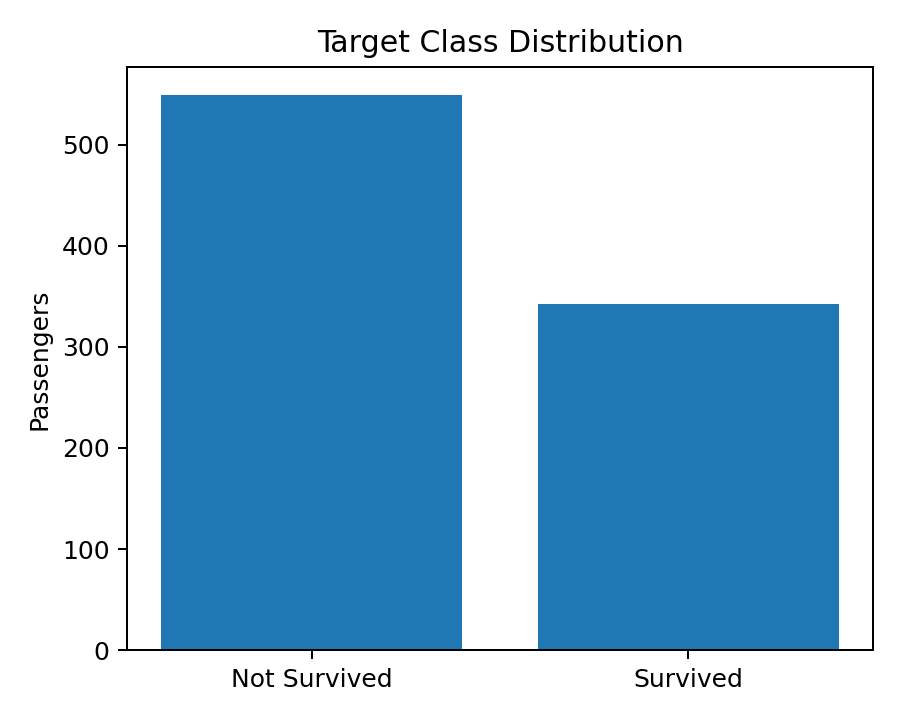 Target Class Distribution
Passengers
500
400
300
200
100
0
Not Survived
Survived